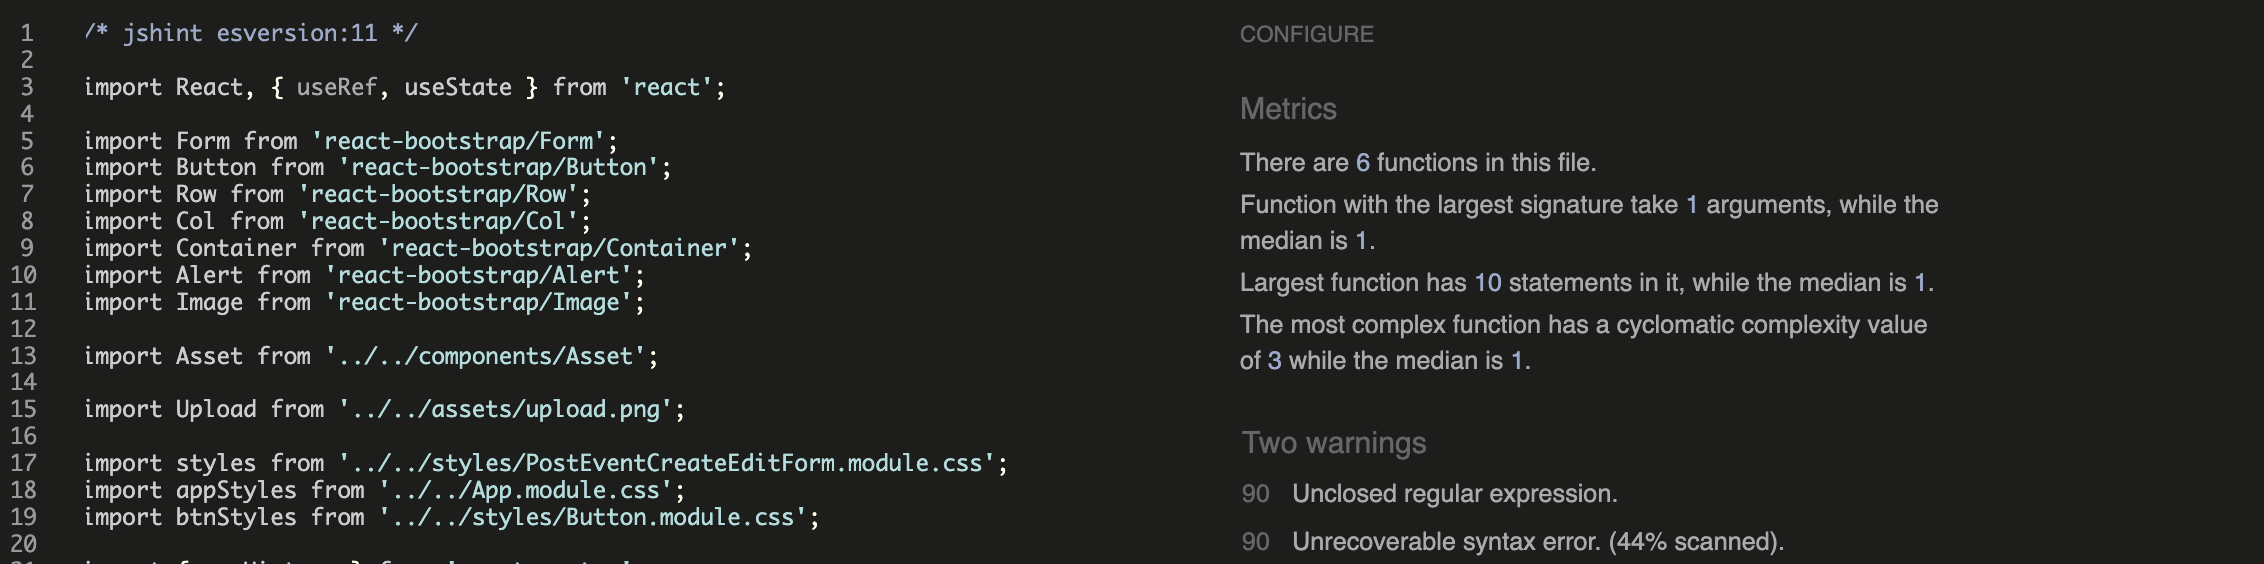 1 /* jshint esversion:11 */
2
3 import React, { useRef, useState } from 'react';
4
5 import Form from 'react-bootstrap/Form';
6 import Button from 'react-bootstrap/Button';
7 import Row from 'react-bootstrap/Row';
8 import Col from 'react-bootstrap/Col';
9 import Container from 'react-bootstrap/Container';
10 import Alert from 'react-bootstrap/Alert';
11 import Image from 'react-bootstrap/Image';
12
13 import Asset from '../../components/Asset';
14
15 import Upload from '../../assets/upload.png';
16
17 import styles from '../../styles/PostEventCreateEditForm.module.css';
18 import appStyles from '../../App.module.css';
19 import btnStyles from '../../styles/Button.module.css';
20
CONFIGURE
Metrics
There are 6 functions in this file.
Function with the largest signature take 1 arguments, while the
median is 1.
Largest function has 10 statements in it, while the median is 1.
The most complex function has a cyclomatic complexity value
of 3 while the median is 1.
Two warnings
90 Unclosed regular expression.
90 Unrecoverable syntax error. (44% scanned).